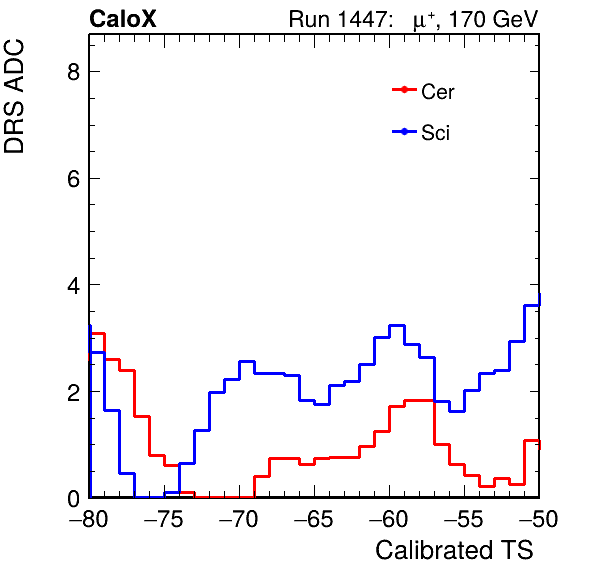 CaloX Run 1447: μ⁺, 170 GeV
DRS ADC
8
6
4
2
0
Cer
Sci
−80 −75 −70 −65 −60 −55 −50
Calibrated TS